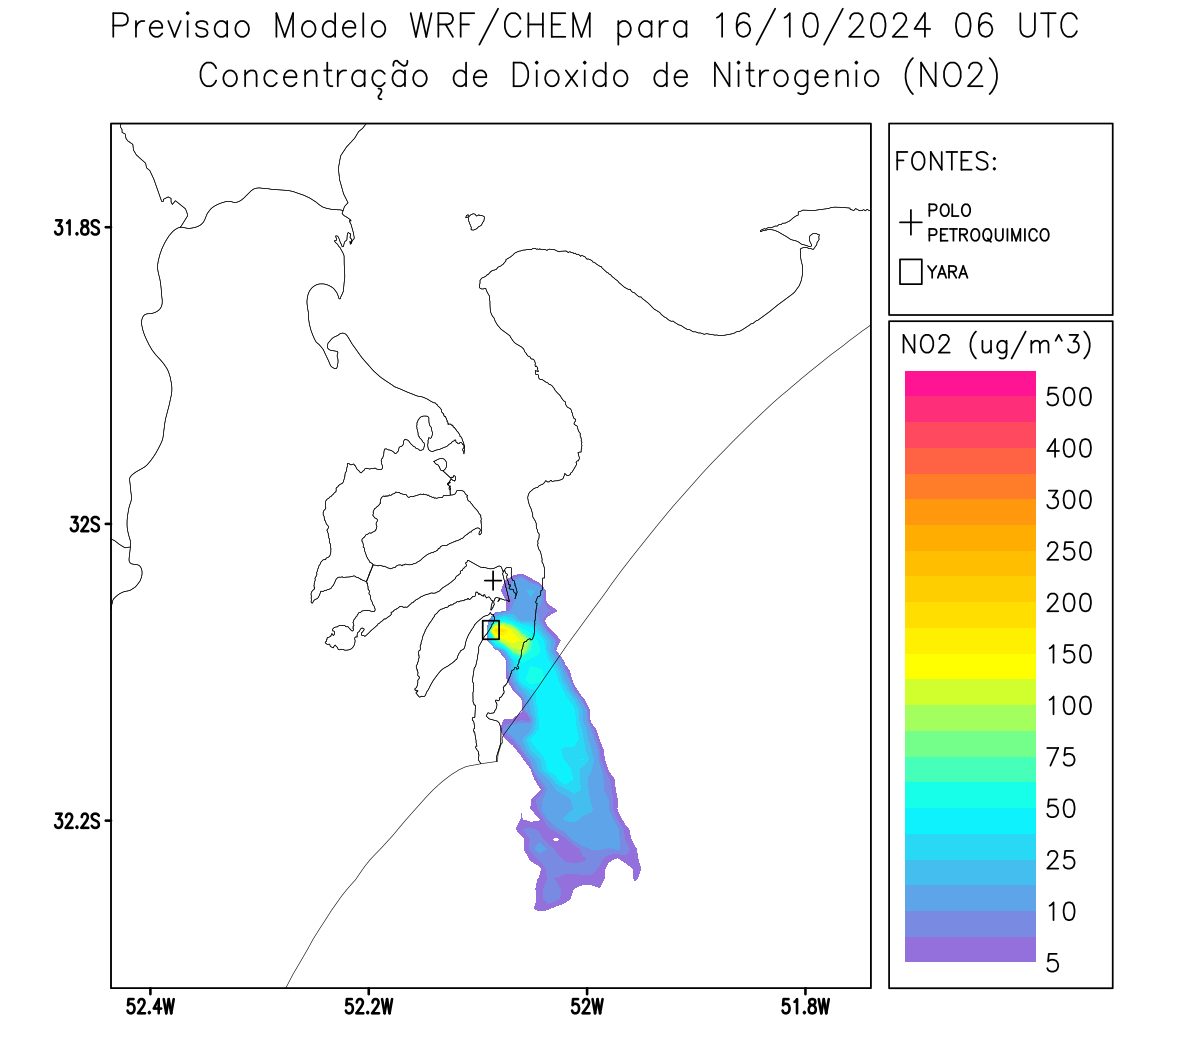 Previsao Modelo WRF/CHEM para 16/10/2024 06 UTC
Concentração de Dioxido de Nitrogenio (NO2)
FONTES:
POLO
PETROQUIMICO
YARA
NO2 (ug/m^3)
500
400
300
250
200
150
100
75
50
25
10
5
31.8S
32S
32.2S
52.4W
52.2W
52W
51.8W